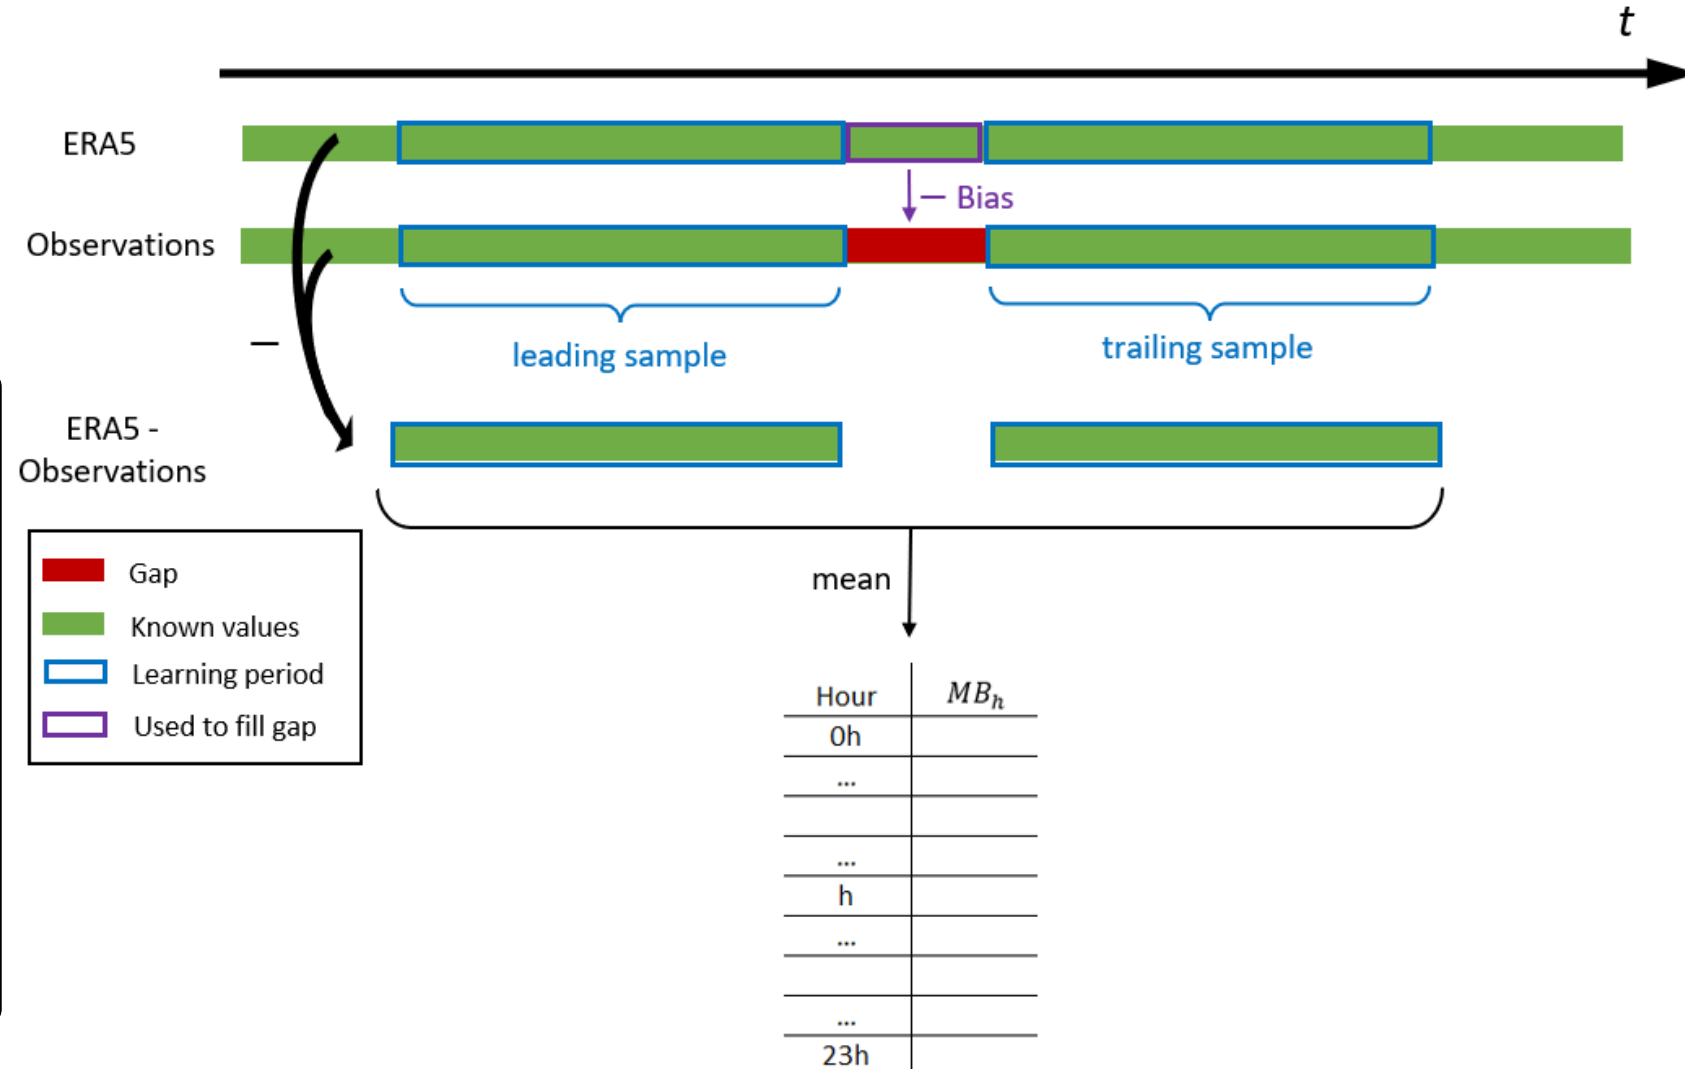 t
ERA5
— Bias
Observations
leading sample
trailing sample
—
ERA5 -
Observations
Gap
Known values
Learning period
Used to fill gap
mean
Hour MBₕ
0h
...
...
h
...
...
23h